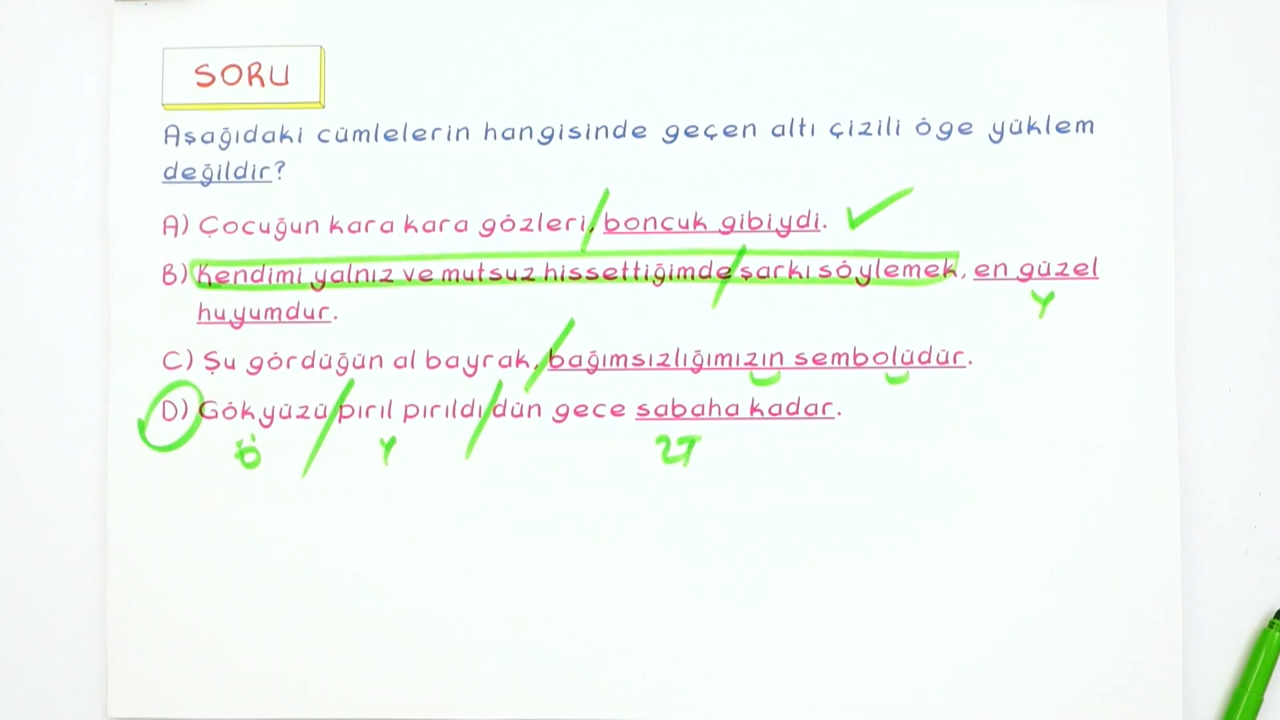 SORU
Aşağıdaki cümlelerin hangisinde geçen altı çizili öge yüklem
değildir?
A) Çocuğun kara kara gözleri, boncuk gibiydi.
B) Kendimi yalnız ve mutsuz hissettiğimde şarkı söylemek, en güzel
Y
huyumdur.
C) Şu gördüğün al bayrak, bağımsızlığımızın sembolüdür.
D) Gökyüzü pırıl pırıldı dün gece sabaha kadar.
Ö Y ZT